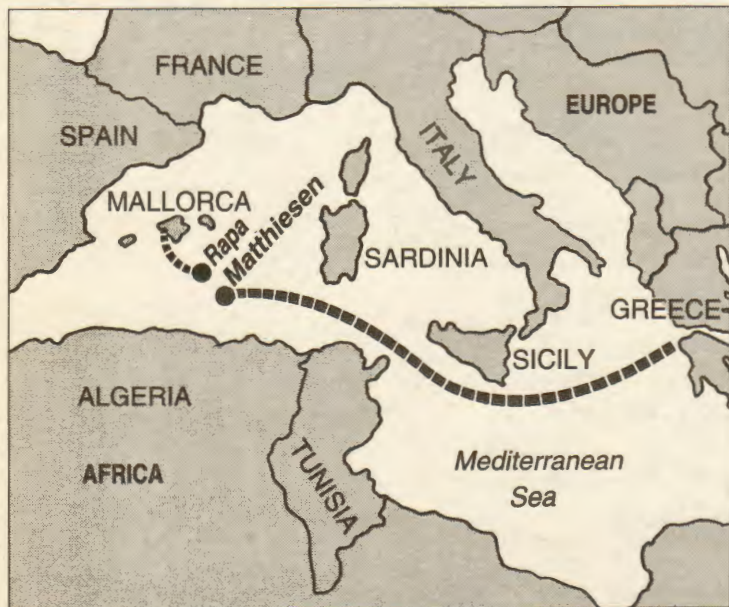 FRANCE
EUROPE
SPAIN
ITALY
MALLORCA
Rapa
Matthiesen
SARDINIA
GREECE
SICILY
ALGERIA
AFRICA
TUNISIA
Mediterranean
Sea